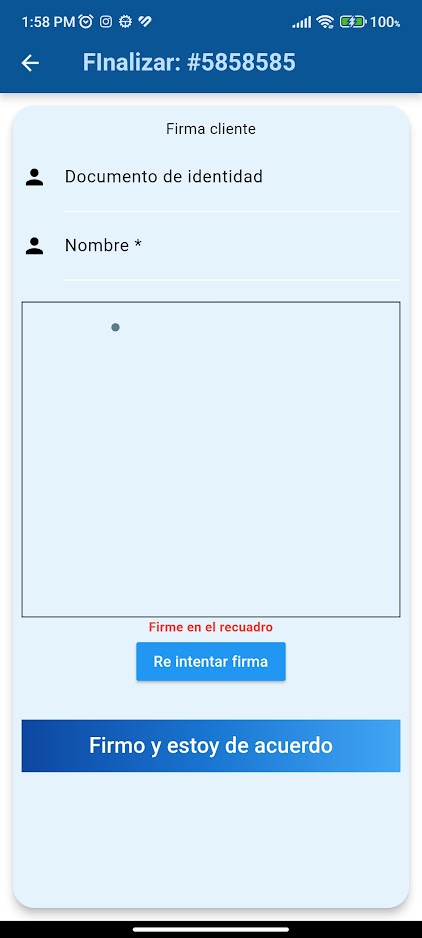 1:58 PM
100%
FInalizar: #5858585
Firma cliente
Documento de identidad
Nombre *
Firme en el recuadro
Re intentar firma
Firmo y estoy de acuerdo